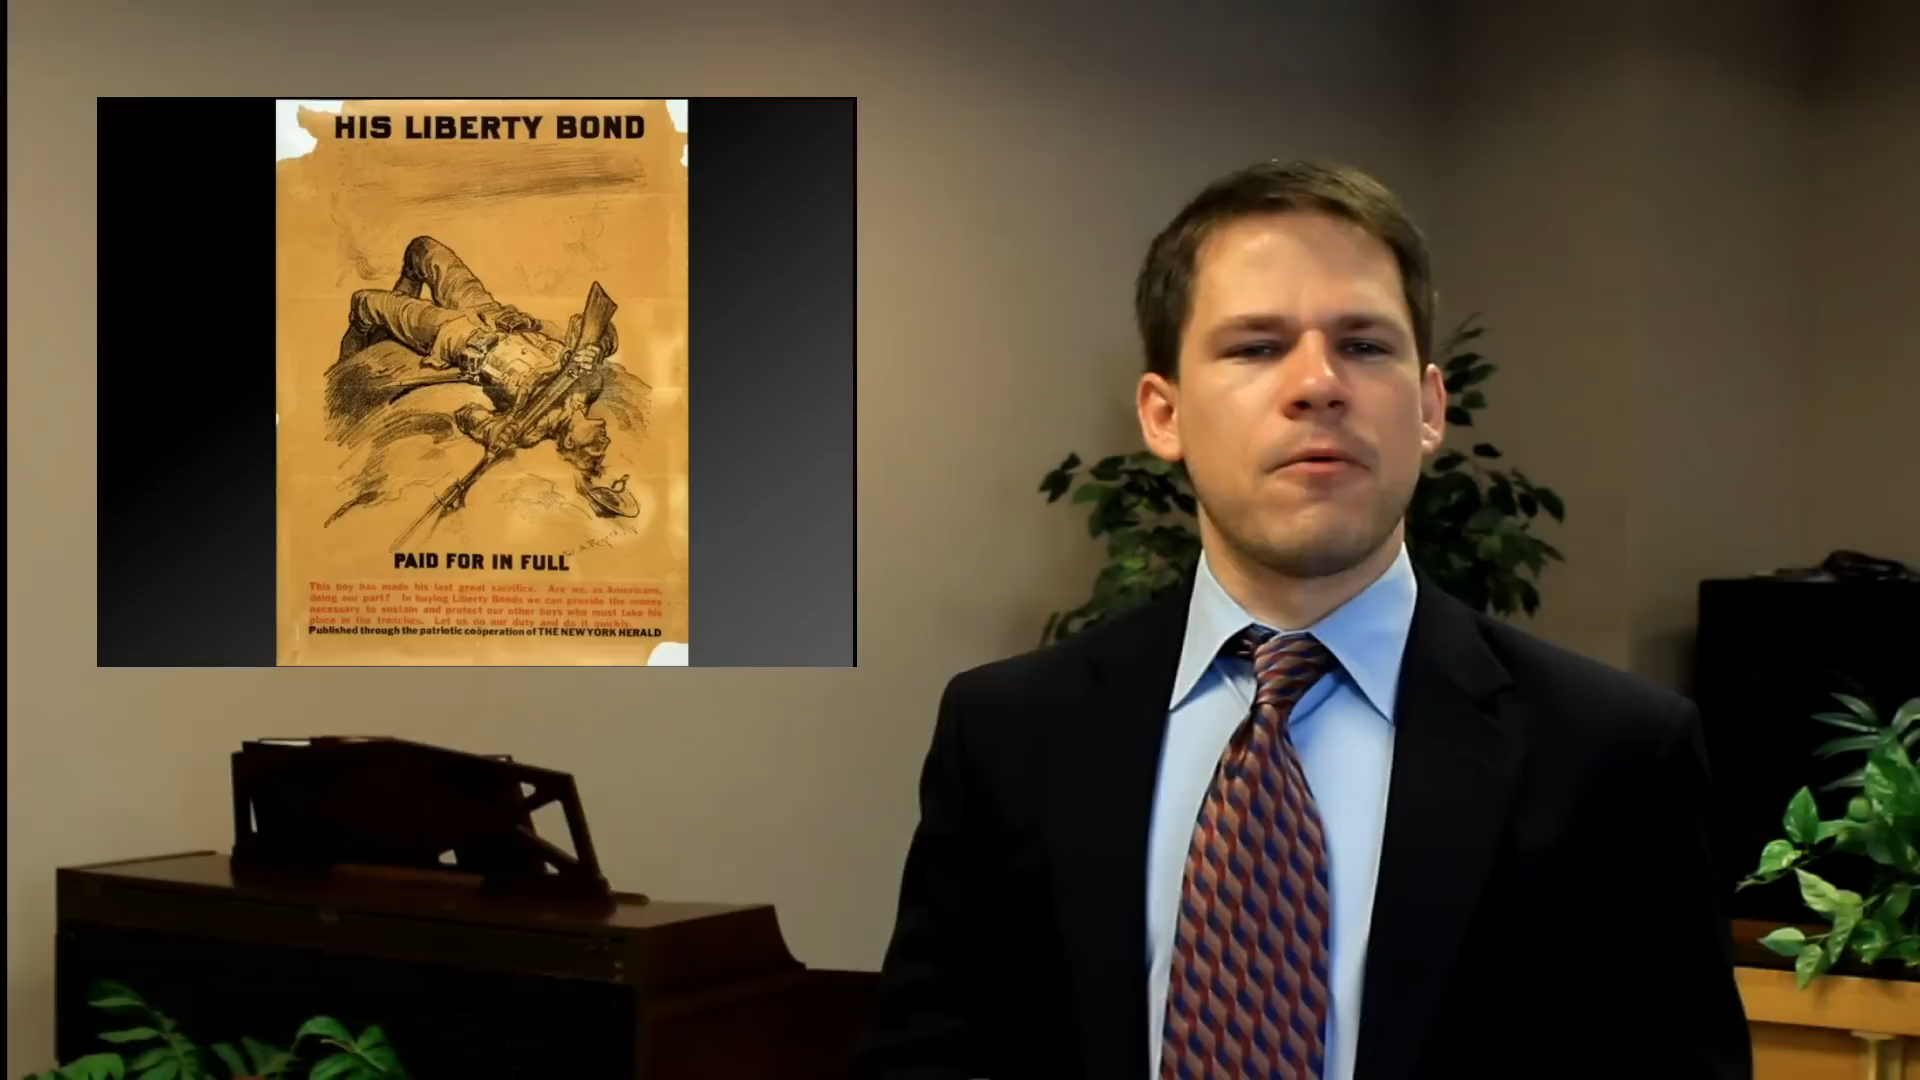 HIS LIBERTY BOND
PAID FOR IN FULL
This boy has made his last great sacrifice. Are we, as Americans,
doing our part? In buying Liberty Bonds we can provide the money
necessary to sustain and protect our other boys who must take his
place in the trenches. Let us do our duty and do it quickly.
Published through the patriotic coöperation of THE NEW YORK HERALD